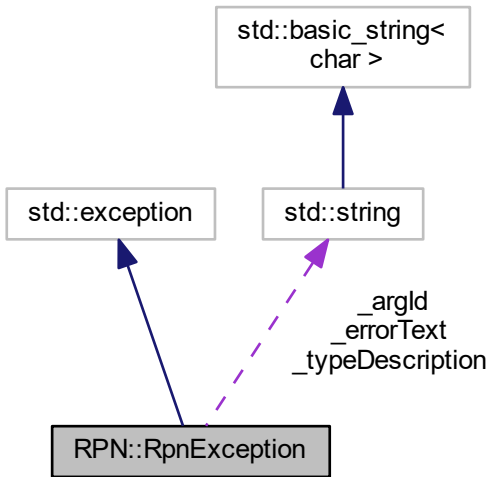 std::basic_string<
char >
std::exception
std::string
_argId
_errorText
_typeDescription
RPN::RpnException